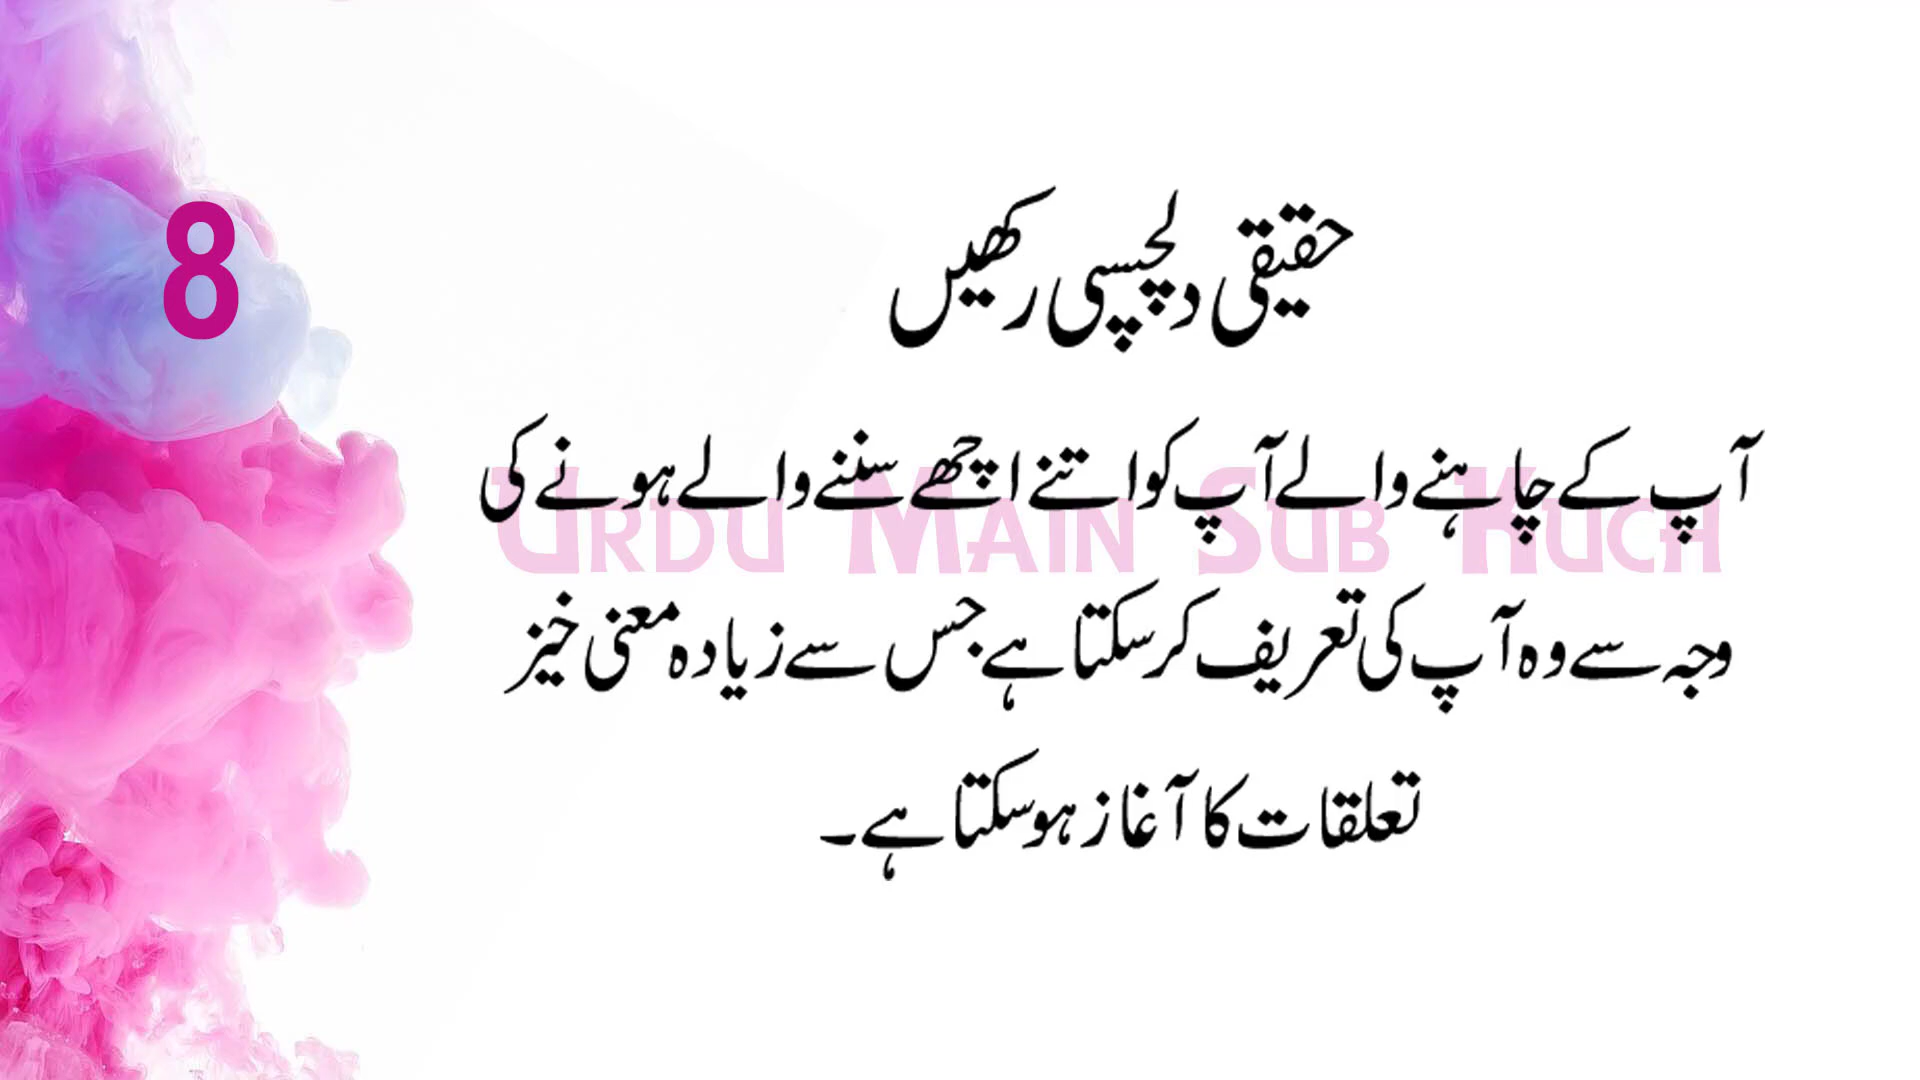 8
حقیقی دلچسپی رکھیں
آپ کے چاہنے والے آپ کو اتنے اچھے سننے والے ہونے کی
Urdu Main Sub Kuch
وجہ سے وہ آپ کی تعریف کر سکتا ہے جس سے زیادہ معنی خیز
تعلقات کا آغاز ہو سکتا ہے۔